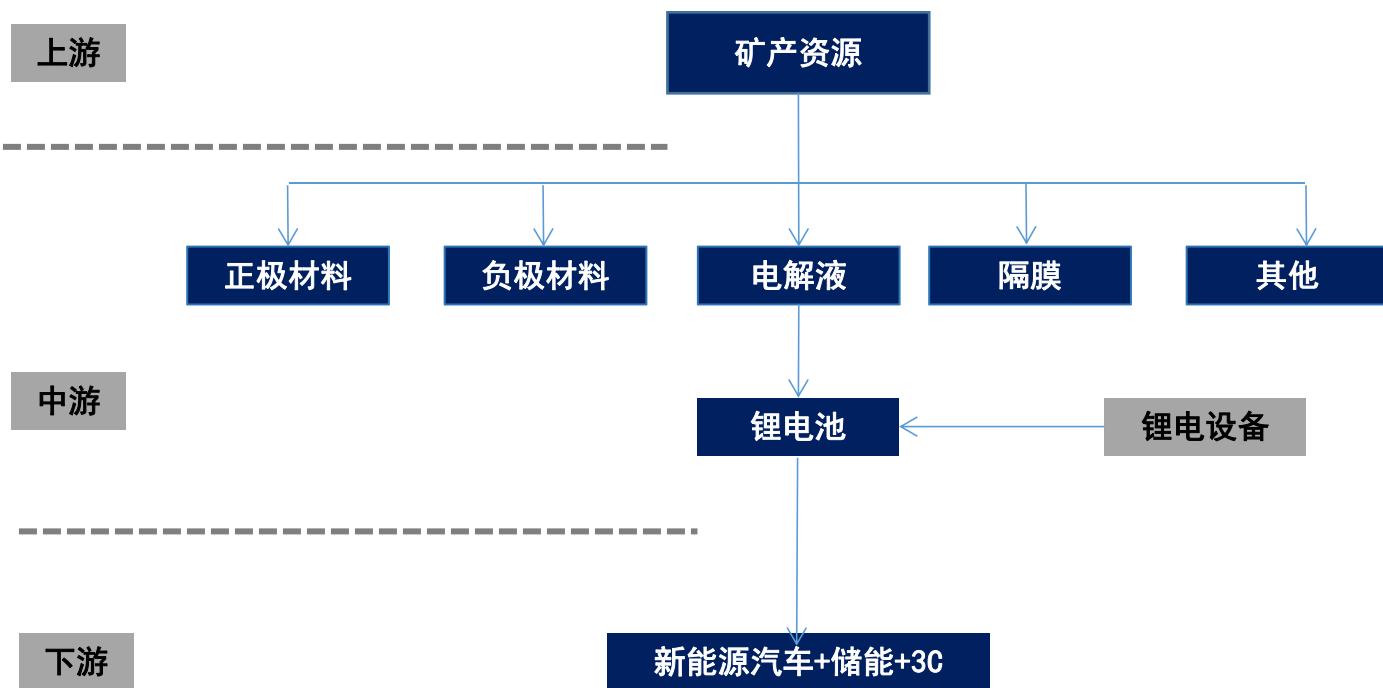 上游
矿产资源
正极材料
负极材料
电解液
隔膜
其他
中游
锂电池
锂电设备
下游
新能源汽车+储能+3C